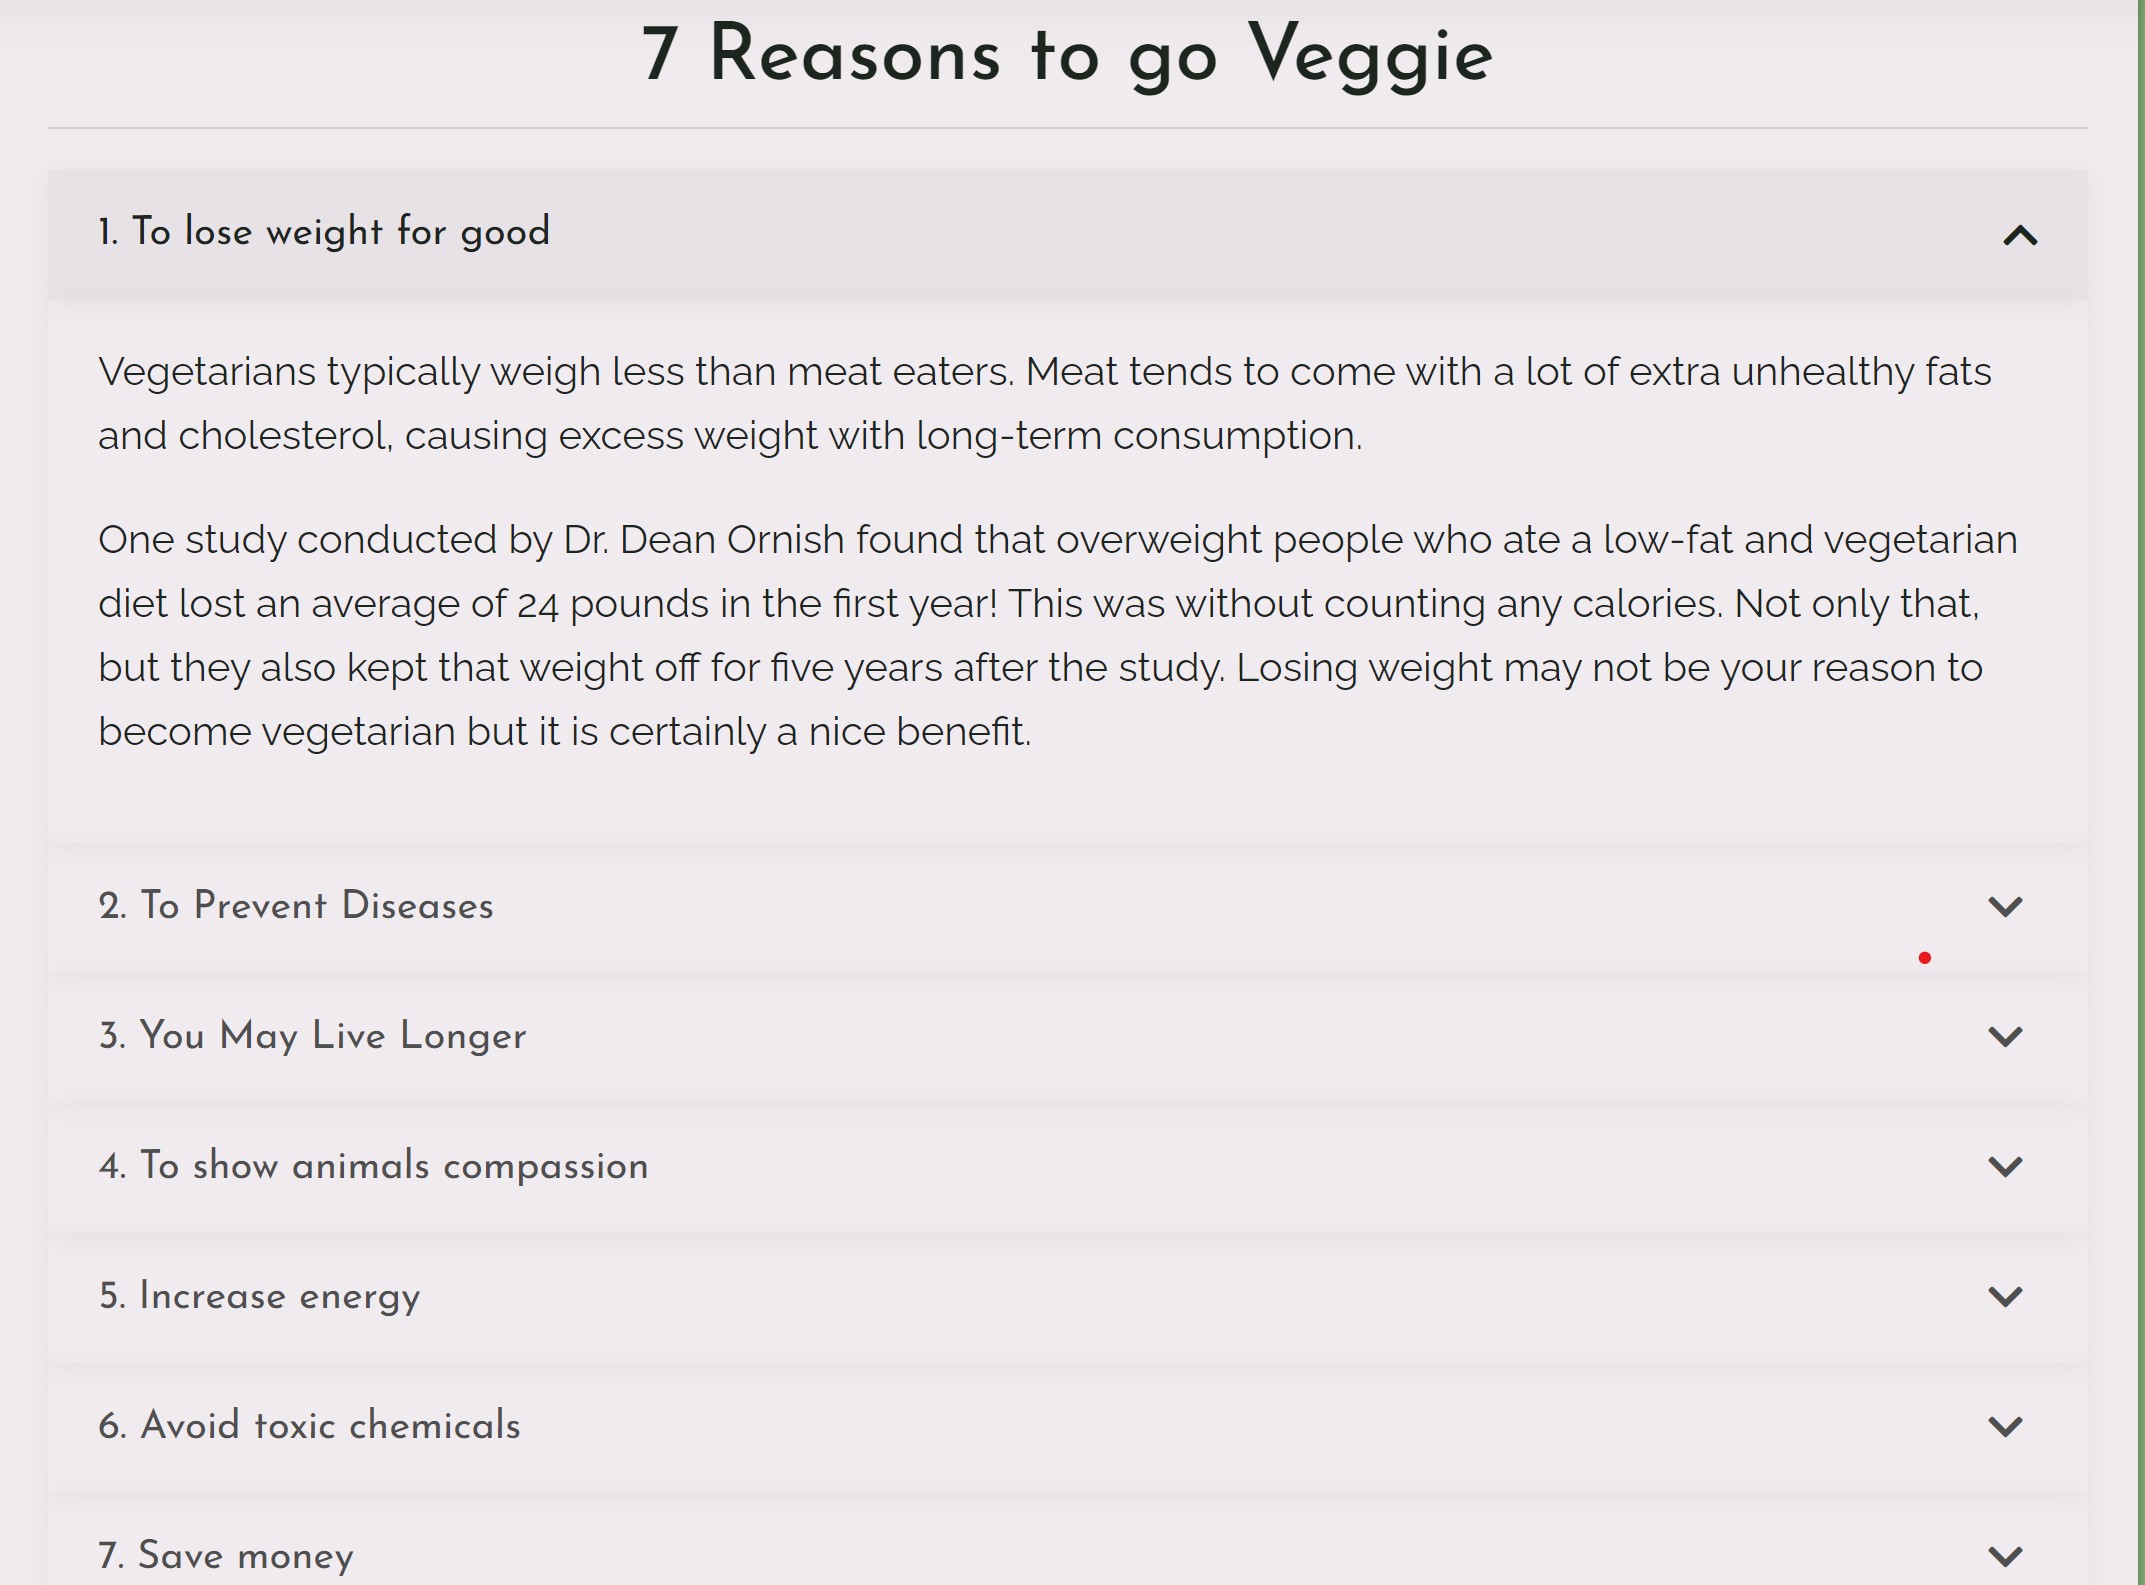 7 Reasons to go Veggie
1. To lose weight for good
Vegetarians typically weigh less than meat eaters. Meat tends to come with a lot of extra unhealthy fats
and cholesterol, causing excess weight with long-term consumption.
One study conducted by Dr. Dean Ornish found that overweight people who ate a low-fat and vegetarian
diet lost an average of 24 pounds in the first year! This was without counting any calories. Not only that,
but they also kept that weight off for five years after the study. Losing weight may not be your reason to
become vegetarian but it is certainly a nice benefit.
2. To Prevent Diseases
3. You May Live Longer
4. To show animals compassion
5. Increase energy
6. Avoid toxic chemicals
7. Save money